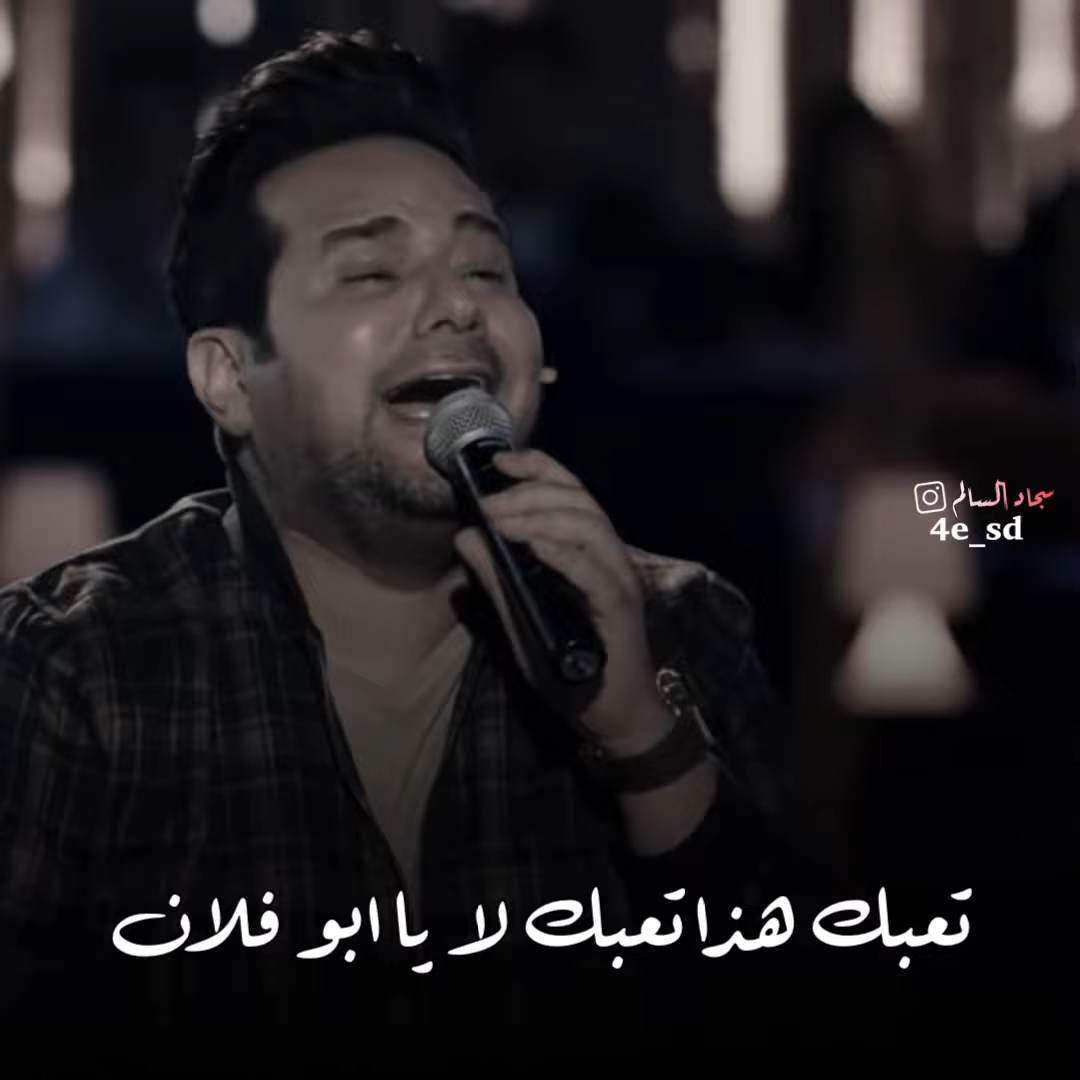 سجاد السالم
4e_sd
تعبك هذا تعبك لا يا ابو فلان